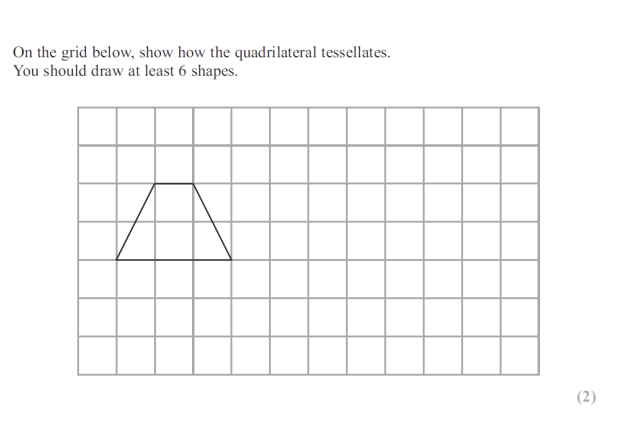 On the grid below, show how the quadrilateral tessellates.
You should draw at least 6 shapes.
(2)